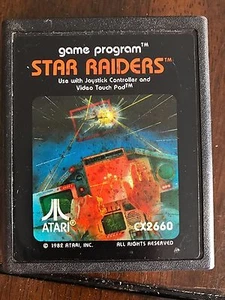 game program™
STAR RAIDERS™
Use with Joystick Controller and
Video Touch Pad™
ATARI® CX2660
© 1982 ATARI, INC. ALL RIGHTS RESERVED